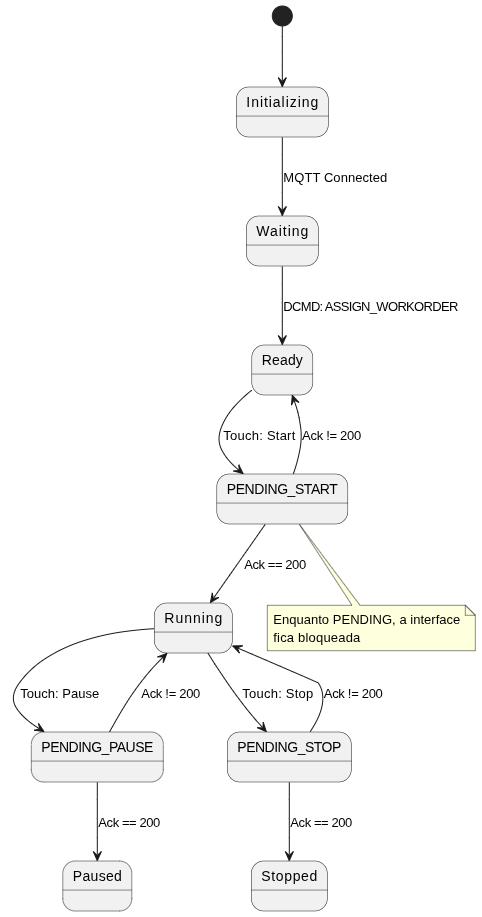 Initializing
MQTT Connected
Waiting
DCMD: ASSIGN_WORKORDER
Ready
Touch: Start
Ack != 200
PENDING_START
Ack == 200
Running
Enquanto PENDING, a interface
fica bloqueada
Touch: Pause
Ack != 200
Touch: Stop
Ack != 200
PENDING_PAUSE
PENDING_STOP
Ack == 200
Ack == 200
Paused
Stopped